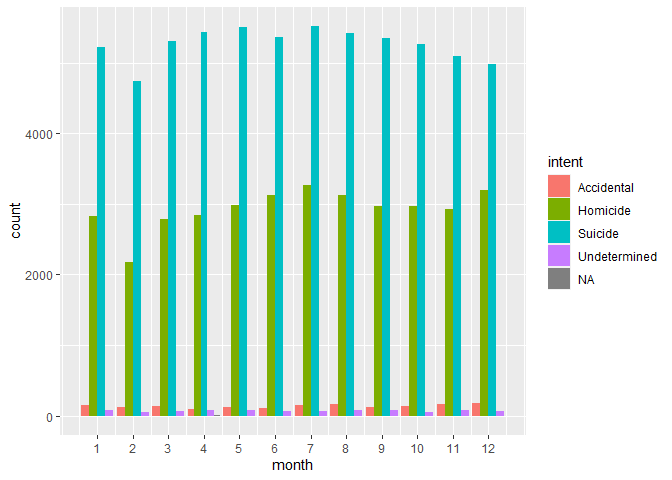 count
4000
2000
0
1 2 3 4 5 6 7 8 9 10 11 12
month
intent
Accidental
Homicide
Suicide
Undetermined
NA